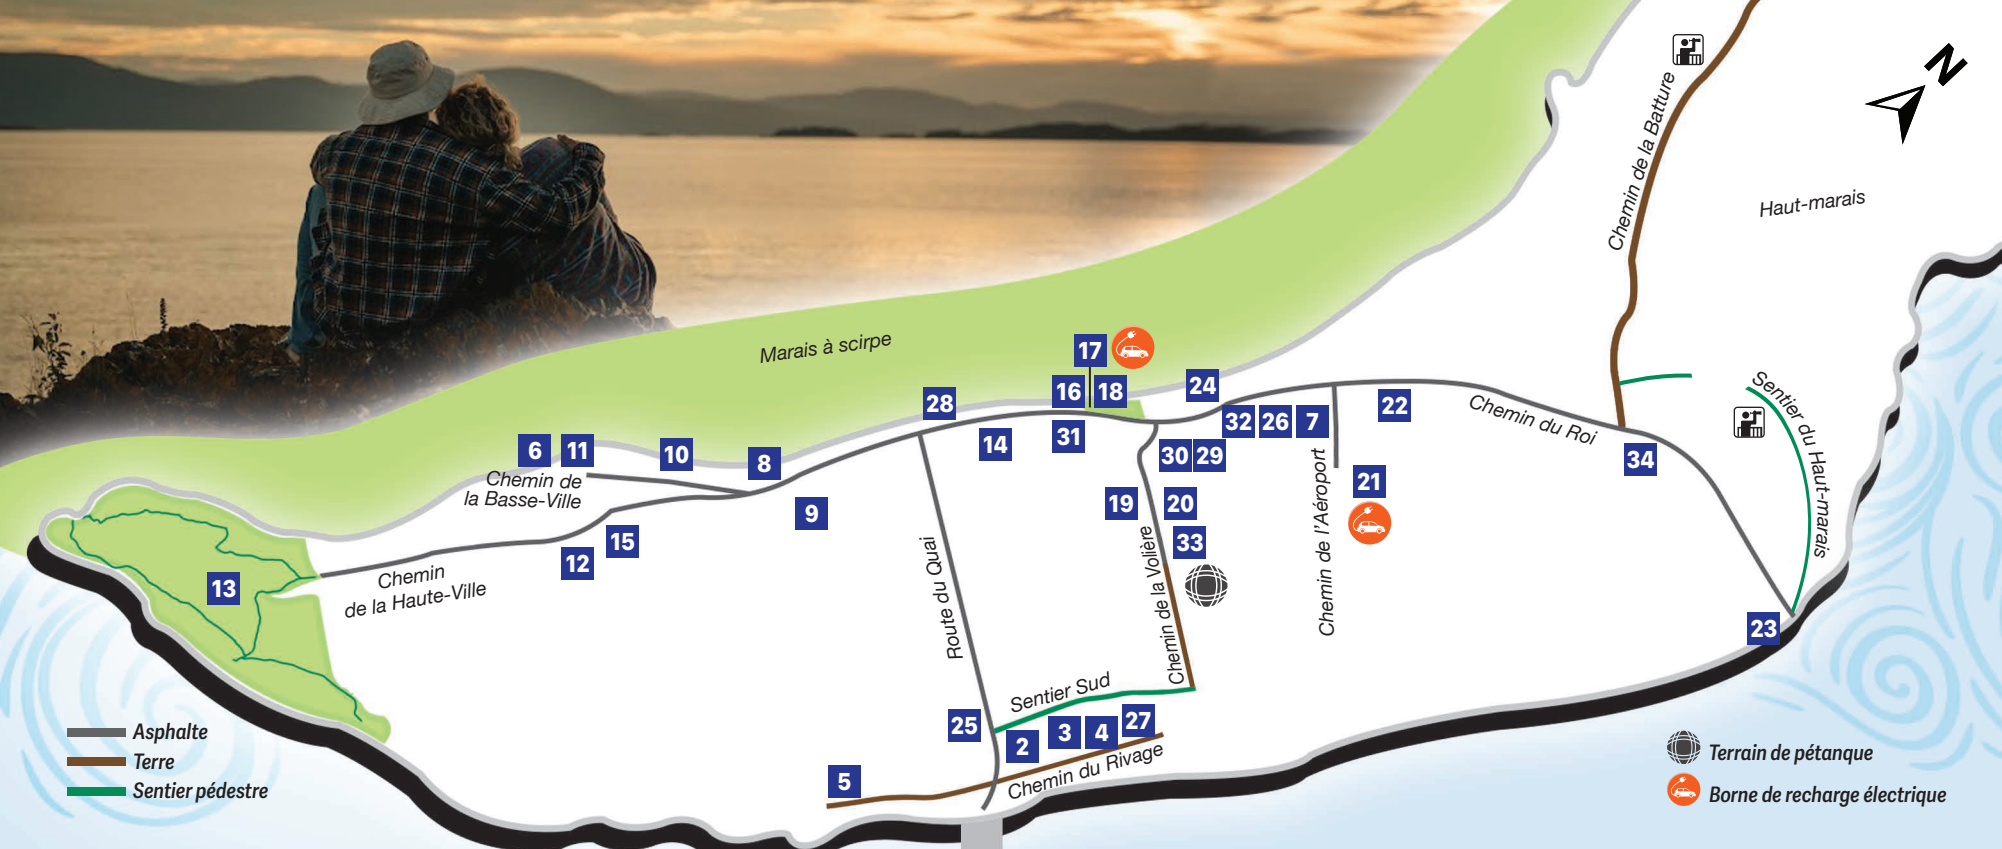 N
Chemin de la Batture
Haut-marais
Marais à scirpe
17
16
18
24
28
22
32
26
7
Chemin du Roi
Sentier du Haut-marais
14
31
30
29
34
6
11
10
8
Chemin de
la Basse-Ville
9
19
20
21
Chemin de l'Aéroport
15
12
33
13
Chemin
de la Haute-Ville
Route du Quai
Chemin de la Volière
23
Sentier Sud
25
2
3
4
27
5
Chemin du Rivage
Asphalte
Terre
Sentier pédestre
Terrain de pétanque
Borne de recharge électrique